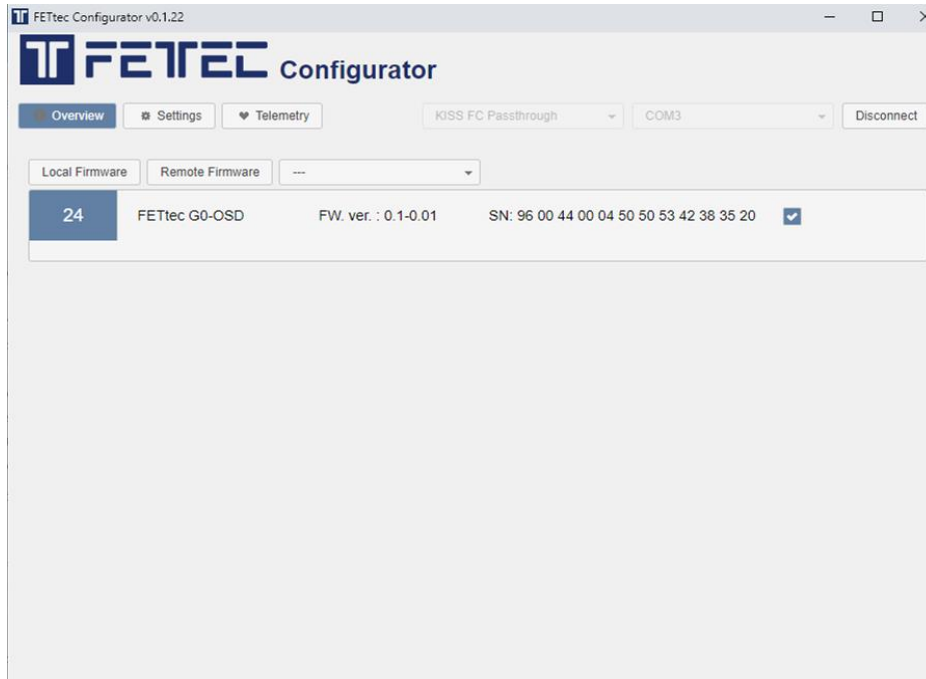 FETtec Configurator v0.1.22
FETTEC Configurator
Overview Settings Telemetry KISS FC Passthrough COM3 Disconnect
Local Firmware Remote Firmware ---
24 FETtec G0-OSD FW. ver. : 0.1-0.01 SN: 96 00 44 00 04 50 50 53 42 38 35 20